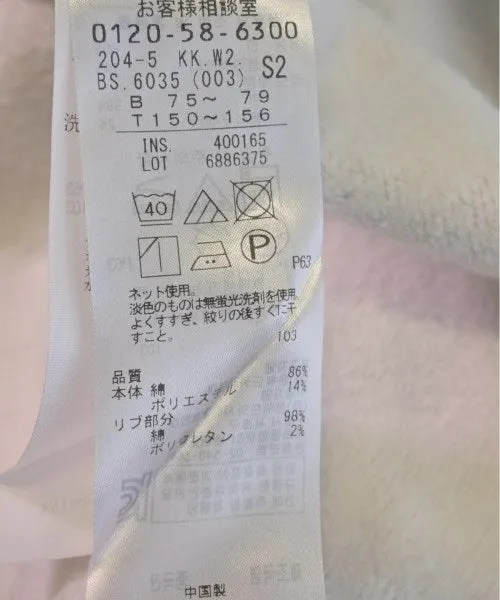 お客様相談室
0120-58-6300
204-5 KK.W2.
BS.6035 (003) S2
B 75～ 79
T150～156
INS. 400165
LOT 6886375
40
P
P63
ネット使用。
淡色のものは無蛍光洗剤を使用。
よくすすぎ、絞りの後すぐに干
すこと。
103
品質
本体 綿 86%
ポリエステル 14%
リブ部分
綿 98%
ポリウレタン 2%
中国製
洗